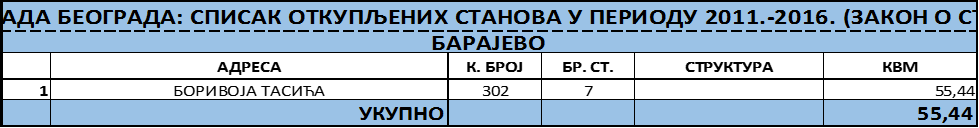 АДА БЕОГРАДА: СПИСАК ОТКУПЉЕНИХ СТАНОВА У ПЕРИОДУ 2011.-2016. (ЗАКОН О СТ
БАРАЈЕВО
АДРЕСА К. БРОЈ БР. СТ. СТРУКТУРА КВМ
1 БОРИВОЈА ТАСИЋА 302 7 55,44
УКУПНО 55,44